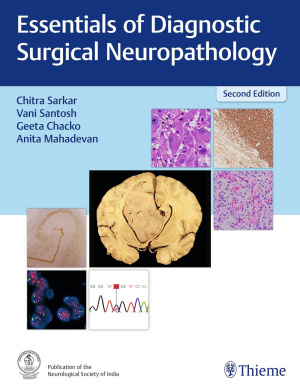 Essentials of Diagnostic
Surgical Neuropathology
Second Edition
Chitra Sarkar
Vani Santosh
Geeta Chacko
Anita Mahadevan
Publication of the
Neurological Society of India
Thieme